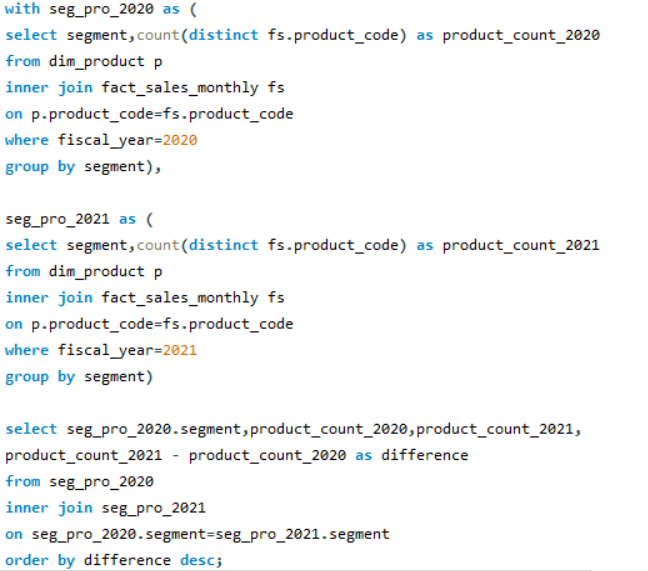 with seg_pro_2020 as (
select segment,count(distinct fs.product_code) as product_count_2020
from dim_product p
inner join fact_sales_monthly fs
on p.product_code=fs.product_code
where fiscal_year=2020
group by segment),
seg_pro_2021 as (
select segment,count(distinct fs.product_code) as product_count_2021
from dim_product p
inner join fact_sales_monthly fs
on p.product_code=fs.product_code
where fiscal_year=2021
group by segment)
select seg_pro_2020.segment,product_count_2020,product_count_2021,
product_count_2021 - product_count_2020 as difference
from seg_pro_2020
inner join seg_pro_2021
on seg_pro_2020.segment=seg_pro_2021.segment
order by difference desc;